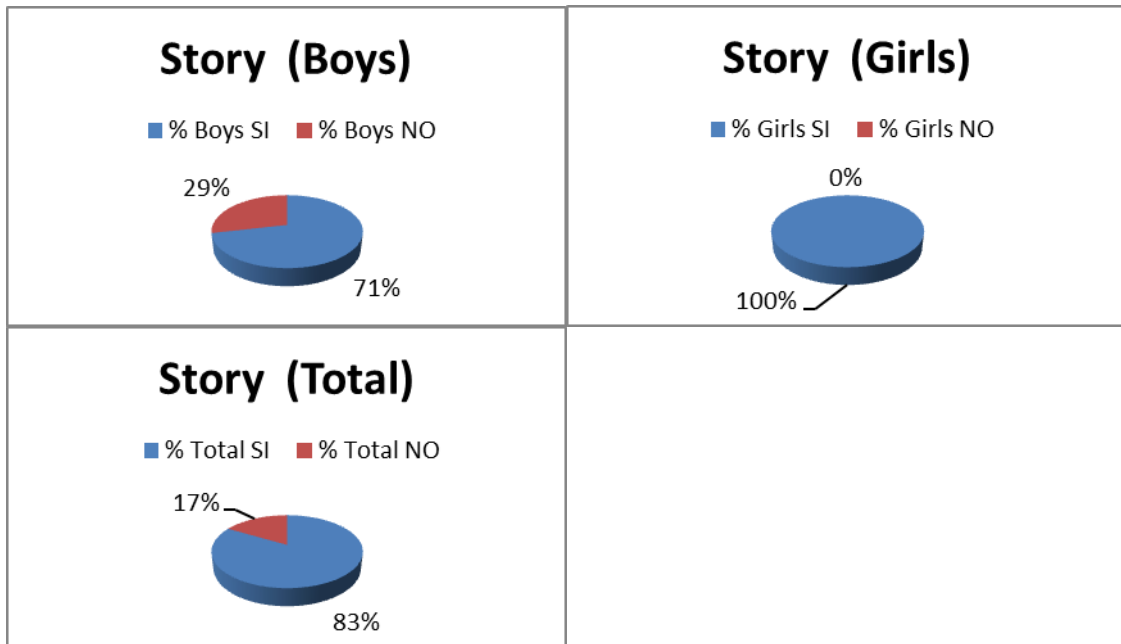 Story (Boys)
% Boys SI % Boys NO
29%
71%
Story (Girls)
% Girls SI % Girls NO
0%
100%
Story (Total)
% Total SI % Total NO
17%
83%